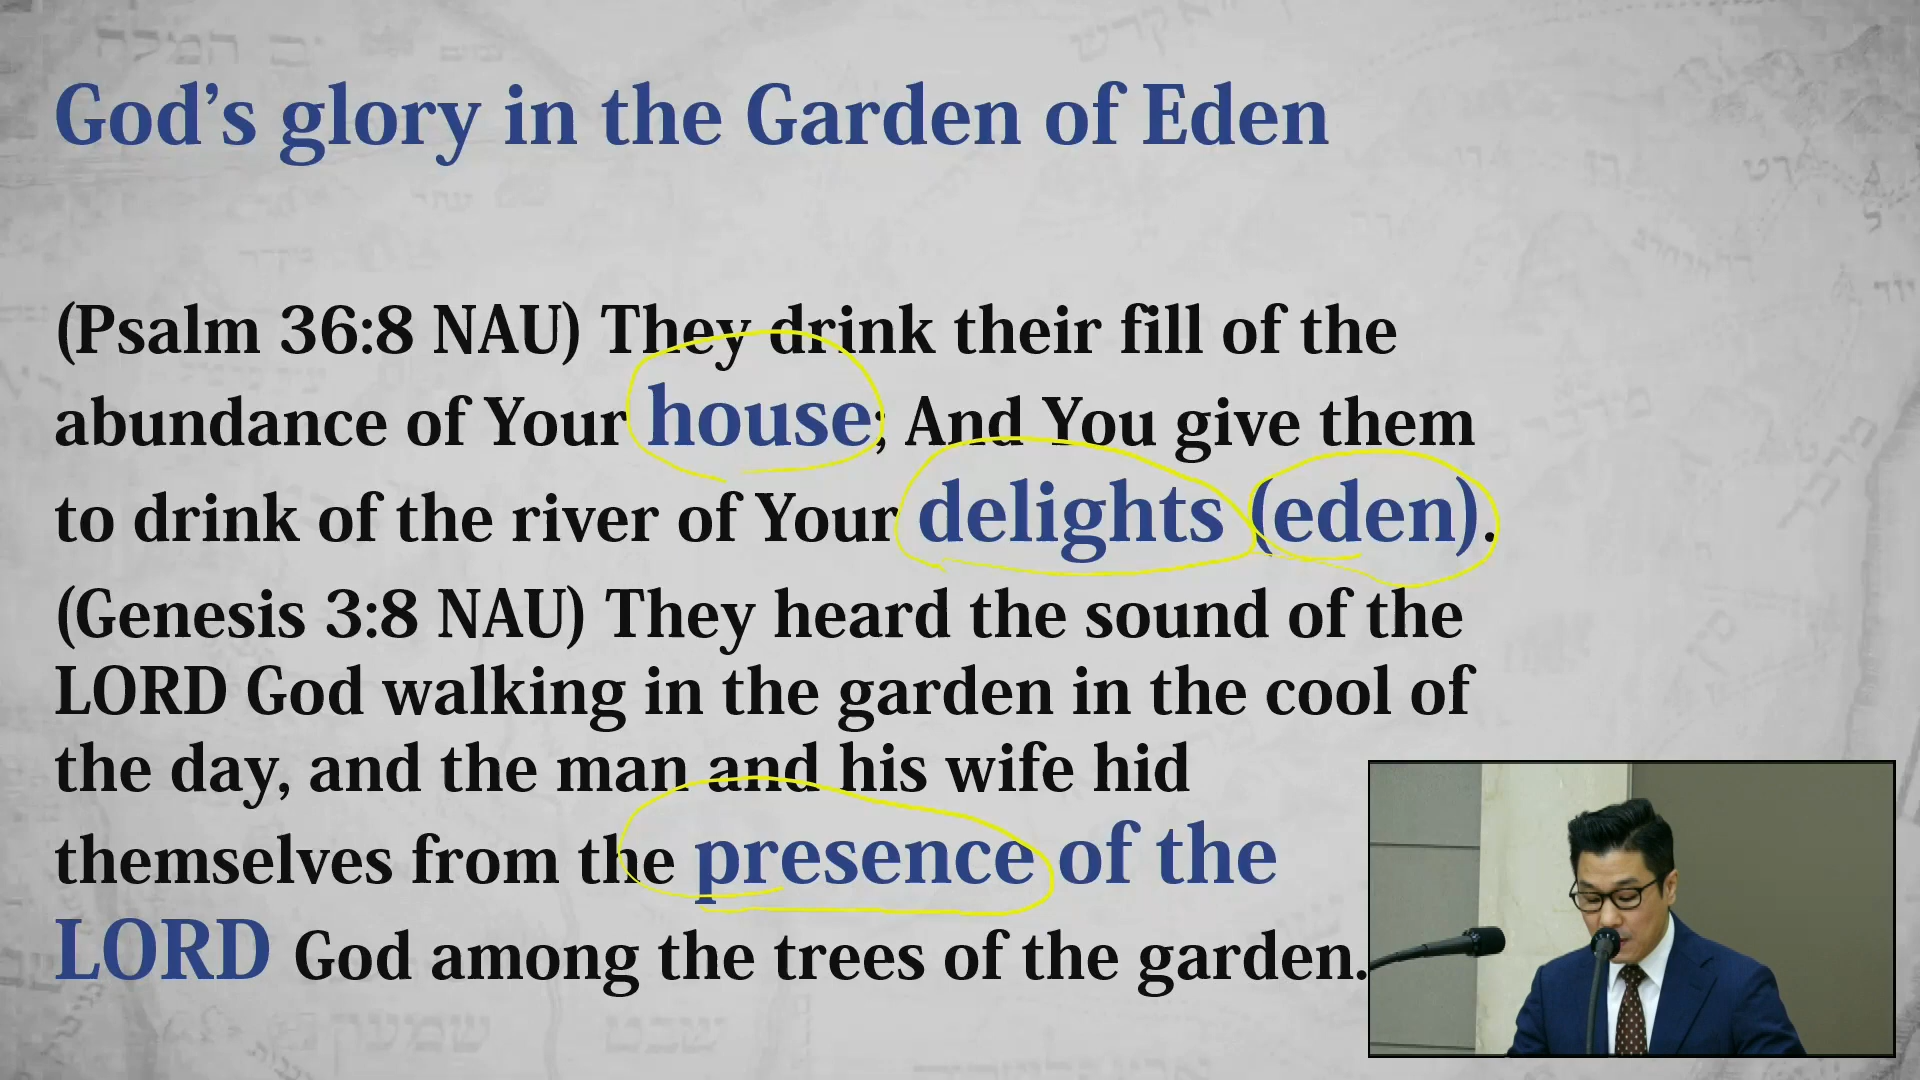 God’s glory in the Garden of Eden
(Psalm 36:8 NAU) They drink their fill of the
abundance of Your house; And You give them
to drink of the river of Your delights (eden).
(Genesis 3:8 NAU) They heard the sound of the
LORD God walking in the garden in the cool of
the day, and the man and his wife hid
themselves from the presence of the
LORD God among the trees of the garden.